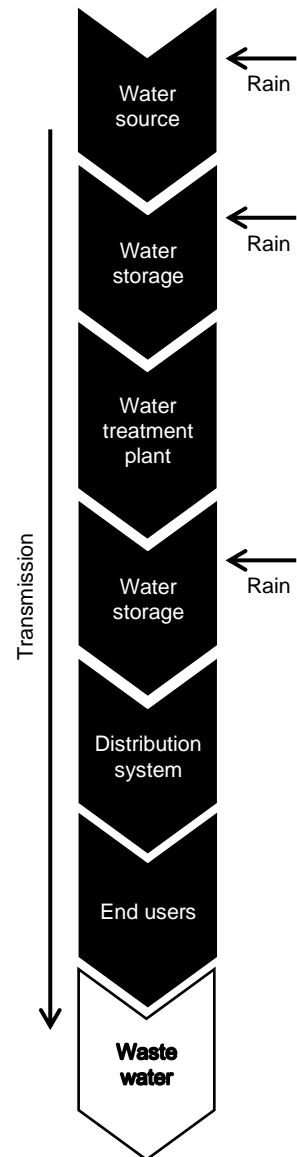 Water
source
Rain
Water
storage
Rain
Water
treatment
plant
Transmission
Water
storage
Rain
Distribution
system
End users
Waste
water